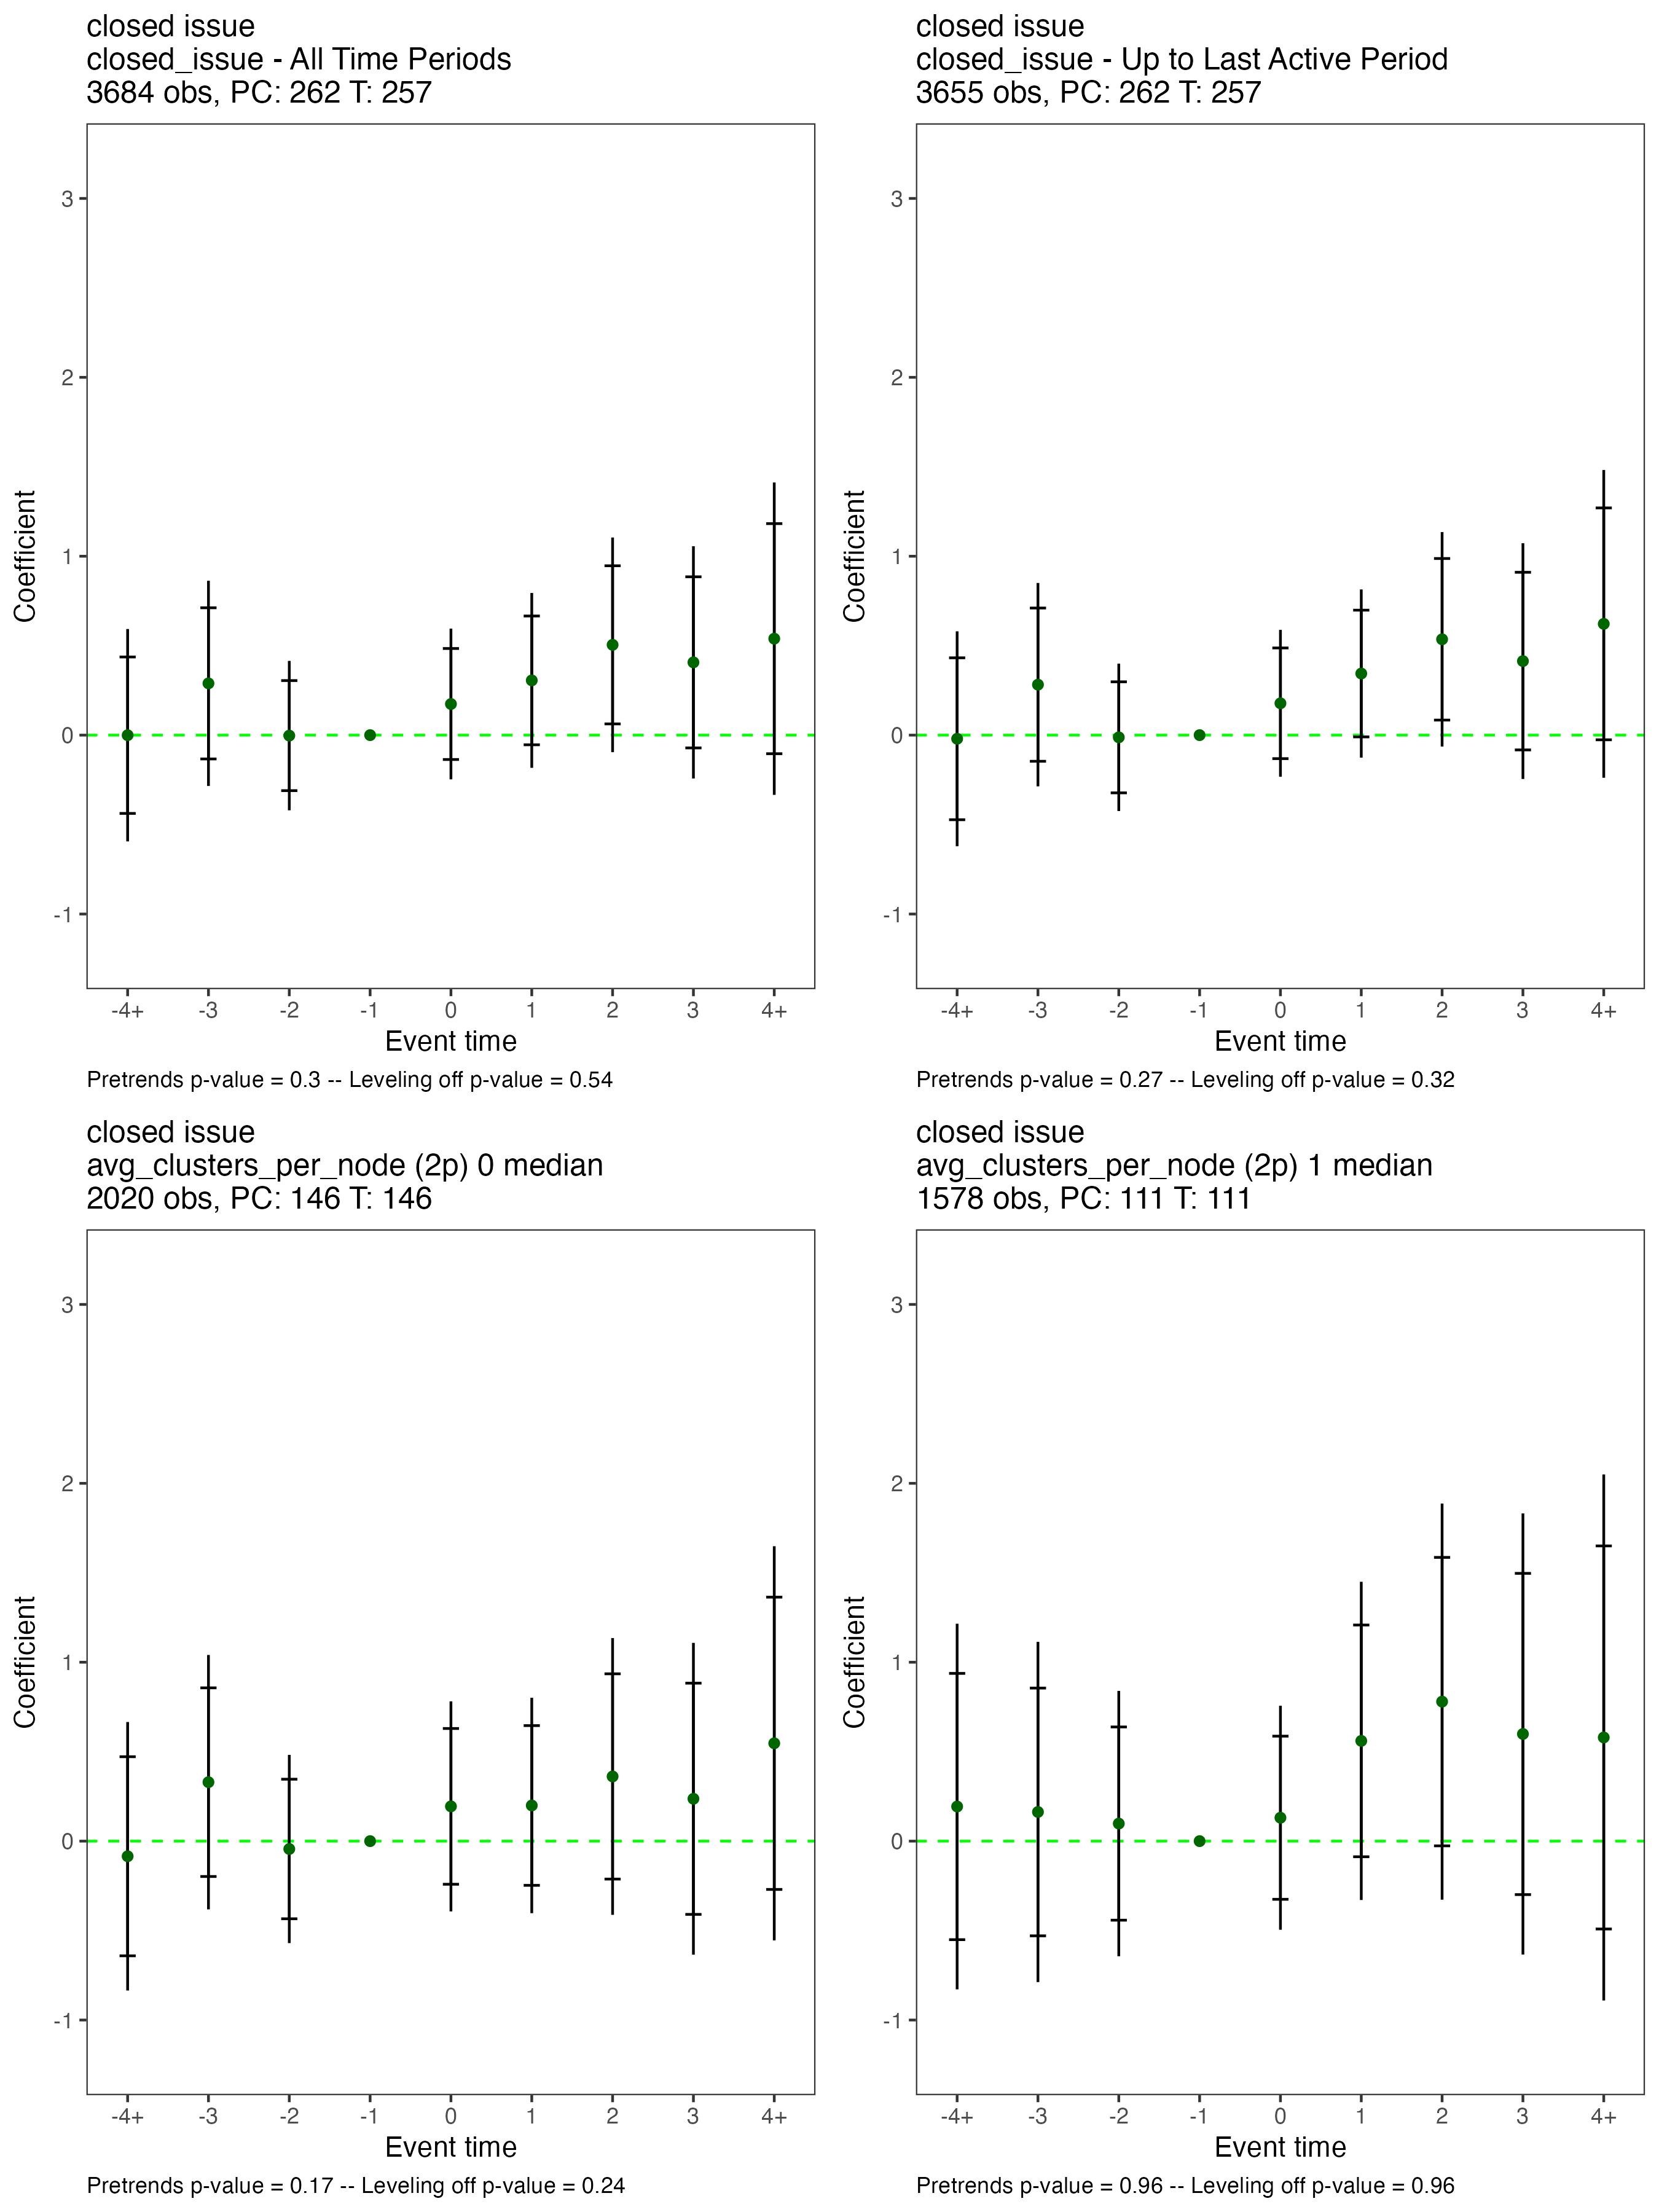 closed issue
closed_issue - All Time Periods
3684 obs, PC: 262 T: 257
3
2
1
0
-1
Coefficient
-4+ -3 -2 -1 0 1 2 3 4+
Event time
Pretrends p-value = 0.3 -- Leveling off p-value = 0.54
closed issue
closed_issue - Up to Last Active Period
3655 obs, PC: 262 T: 257
3
2
1
0
-1
Coefficient
-4+ -3 -2 -1 0 1 2 3 4+
Event time
Pretrends p-value = 0.27 -- Leveling off p-value = 0.32
closed issue
avg_clusters_per_node (2p) 0 median
2020 obs, PC: 146 T: 146
3
2
1
0
-1
Coefficient
-4+ -3 -2 -1 0 1 2 3 4+
Event time
Pretrends p-value = 0.17 -- Leveling off p-value = 0.24
closed issue
avg_clusters_per_node (2p) 1 median
1578 obs, PC: 111 T: 111
3
2
1
0
-1
Coefficient
-4+ -3 -2 -1 0 1 2 3 4+
Event time
Pretrends p-value = 0.96 -- Leveling off p-value = 0.96